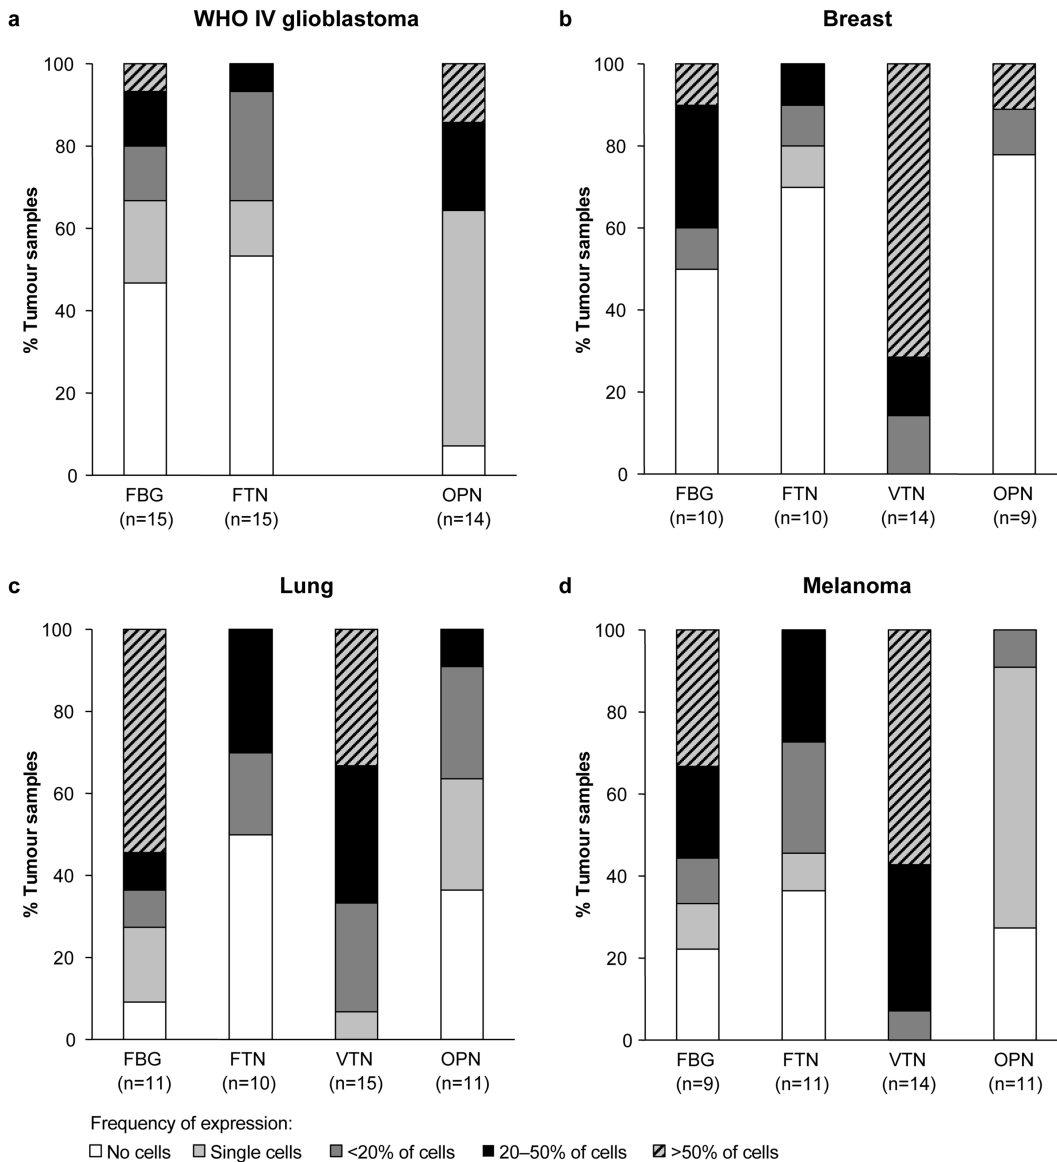 a WHO IV glioblastoma
% Tumour samples
100
80
60
40
20
0
FBG FTN OPN
(n=15) (n=15) (n=14)
b Breast
% Tumour samples
100
80
60
40
20
0
FBG FTN VTN OPN
(n=10) (n=10) (n=14) (n=9)
c Lung
% Tumour samples
100
80
60
40
20
0
FBG FTN VTN OPN
(n=11) (n=10) (n=15) (n=11)
d Melanoma
% Tumour samples
100
80
60
40
20
0
FBG FTN VTN OPN
(n=9) (n=11) (n=14) (n=11)
Frequency of expression:
No cells Single cells <20% of cells 20–50% of cells >50% of cells